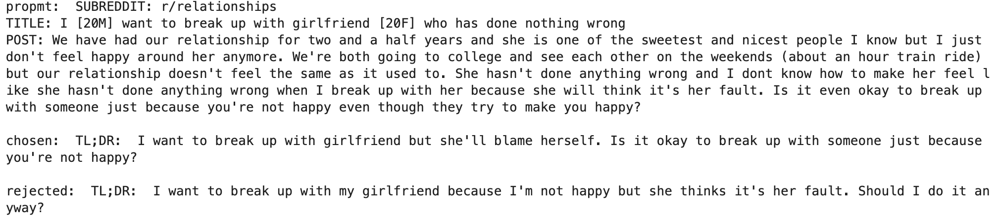 propmt:  SUBREDDIT: r/relationships
TITLE: I [20M] want to break up with girlfriend [20F] who has done nothing wrong
POST: We have had our relationship for two and a half years and she is one of the sweetest and nicest people I know but I just
don't feel happy around her anymore. We're both going to college and see each other on the weekends (about an hour train ride)
but our relationship doesn't feel the same as it used to. She hasn't done anything wrong and I dont know how to make her feel l
ike she hasn't done anything wrong when I break up with her because she will think it's her fault. Is it even okay to break up
with someone just because you're not happy even though they try to make you happy?

chosen:  TL;DR:  I want to break up with girlfriend but she'll blame herself. Is it okay to break up with someone just because
you're not happy?

rejected:  TL;DR:  I want to break up with my girlfriend because I'm not happy but she thinks it's her fault. Should I do it an
yway?